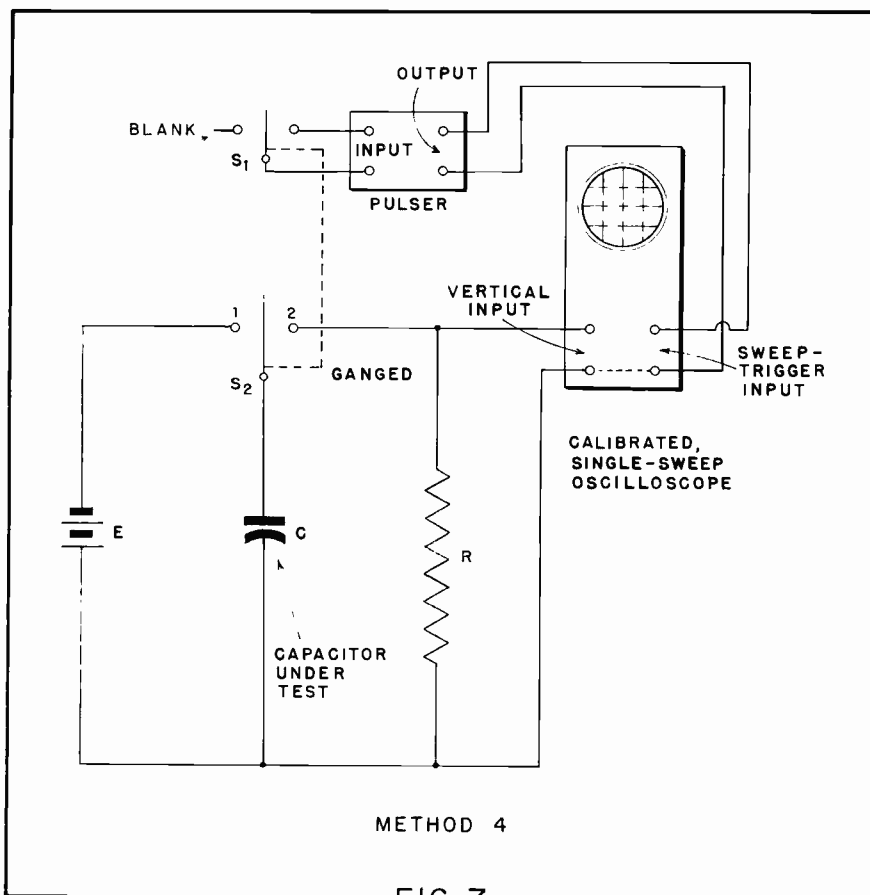 OUTPUT
BLANK
INPUT
S1
PULSER
VERTICAL
INPUT
1
2
SWEEP-
TRIGGER
INPUT
GANGED
S2
CALIBRATED,
SINGLE-SWEEP
OSCILLOSCOPE
E
C
R
CAPACITOR
UNDER
TEST
METHOD 4